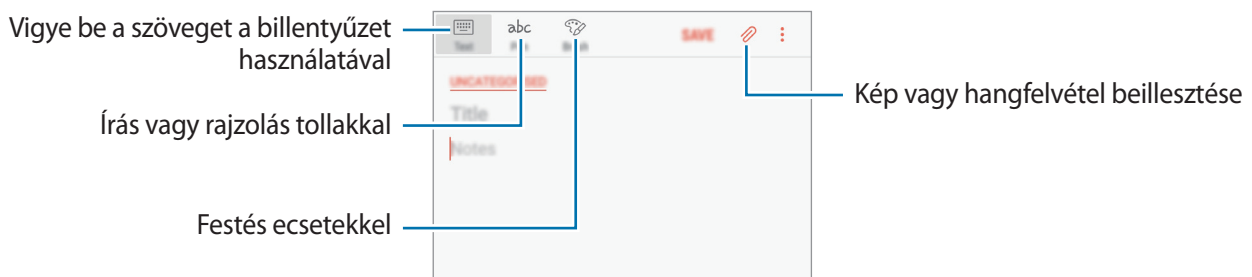 Vigye be a szöveget a billentyűzet
használatával
Írás vagy rajzolás tollakkal
Festés ecsetekkel
abc
Text
SAVE
UNCATEGORISED
Title
Notes
Kép vagy hangfelvétel beillesztése